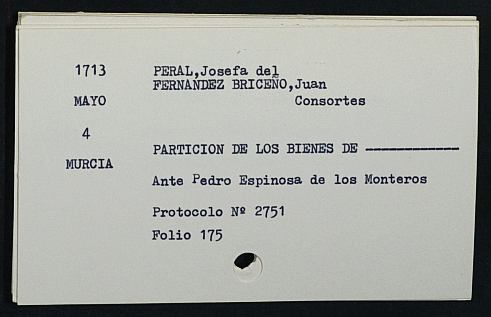 1713
PERAL,Josefa del
FERNANDEZ BRICEÑO,Juan
MAYO
Consortes
4
PARTICION DE LOS BIENES DE -------------
MURCIA
Ante Pedro Espinosa de los Monteros
Protocolo Nº 2751
Folio 175